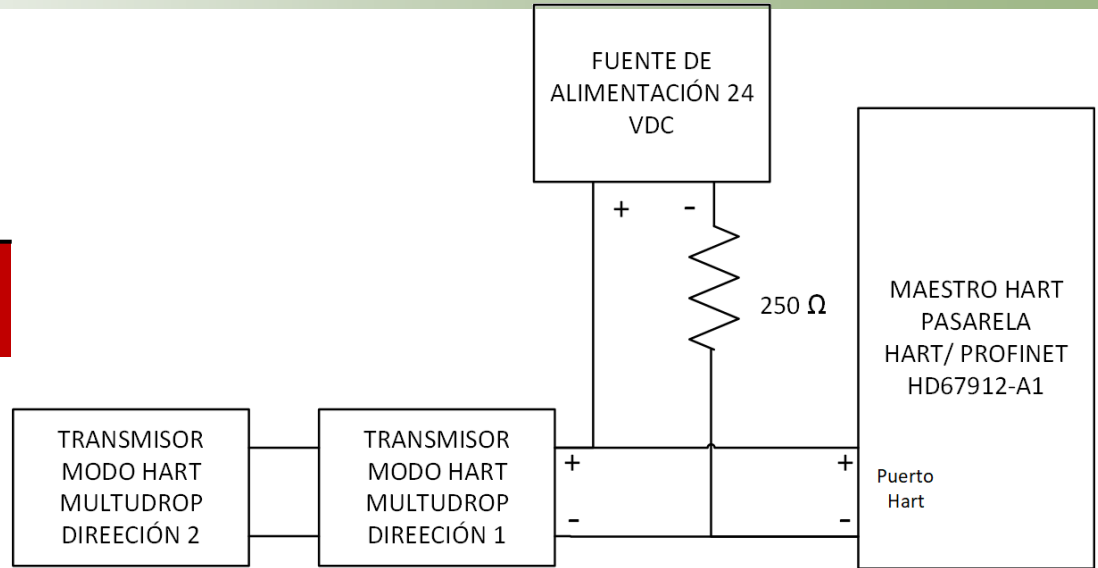 FUENTE DE
ALIMENTACIÓN 24
VDC
+
-
250 Ω
MAESTRO HART
PASARELA
HART/ PROFINET
HD67912-A1
TRANSMISOR
MODO HART
MULTUDROP
DIREECIÓN 2
TRANSMISOR
MODO HART
MULTUDROP
DIREECIÓN 1
+
-
+
-
Puerto
Hart